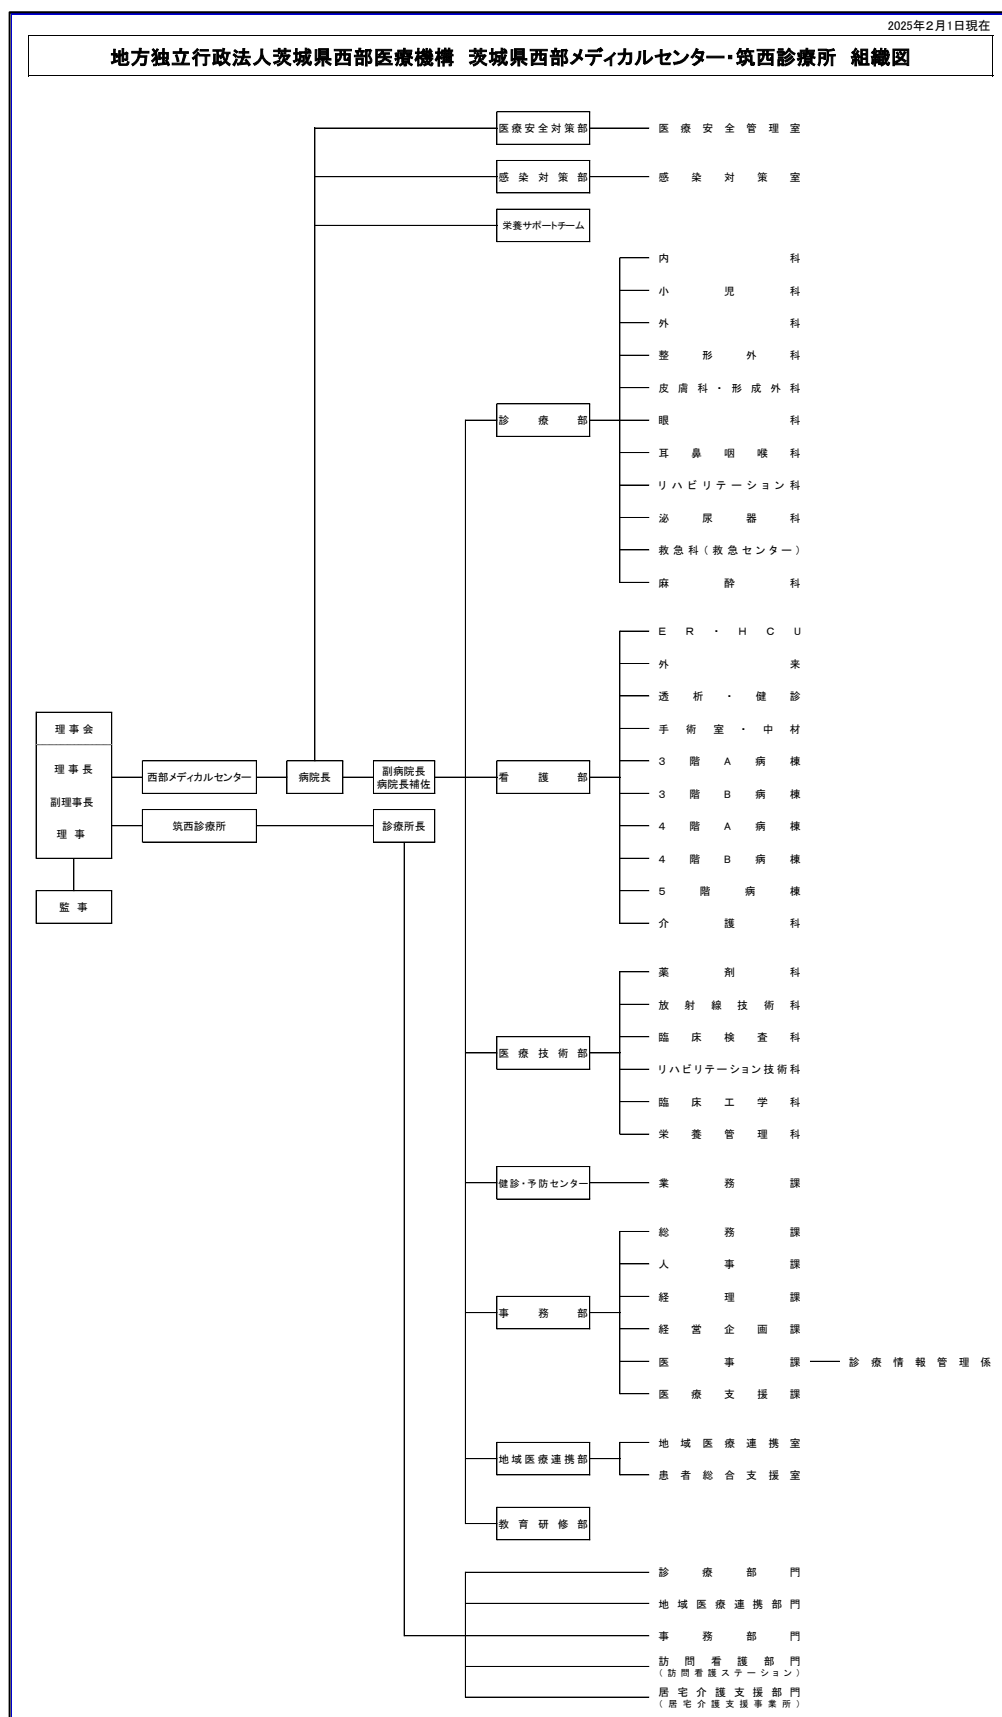 2025年2月1日現在
地方独立行政法人茨城県西部医療機構 茨城県西部メディカルセンター・筑西診療所 組織図
医療安全対策部 医療安全管理室
感染対策部 感染対策室
栄養サポートチーム
内科
小児科
外科
整形外科
皮膚科・形成外科
診療部 眼科
耳鼻咽喉科
リハビリテーション科
泌尿器科
救急科(救急センター)
麻酔科
ER・HCU
外来
透析・健診
手術室・中材
3階A病棟
3階B病棟
4階A病棟
4階B病棟
5階病棟
介護科
理事会
理事長
副理事長
理事
監事
西部メディカルセンター 病院長
副病院長
病院長補佐
看護部
筑西診療所 診療所長
薬剤科
放射線技術科
臨床検査科
医療技術部
リハビリテーション技術科
臨床工学科
栄養管理科
健診・予防センター 業務課
総務課
人事課
経理課
事務部
経営企画課
医事課 診療情報管理係
医療支援課
地域医療連携室
地域医療連携部
患者総合支援室
教育研修部
診療部門
地域医療連携部門
事務部門
訪問看護部門
(訪問看護ステーション)
居宅介護支援部門
(居宅介護支援事業所)